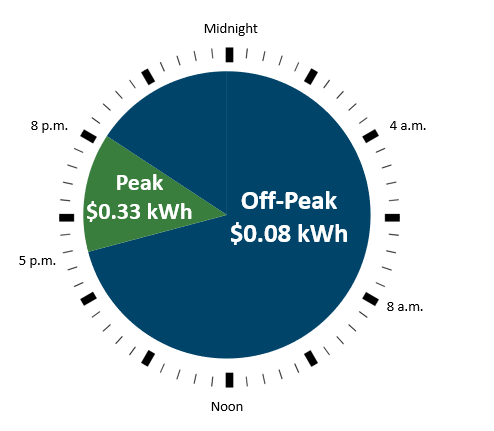 Midnight
8 p.m.
4 a.m.
Peak
$0.33 kWh
Off-Peak
$0.08 kWh
5 p.m.
8 a.m.
Noon